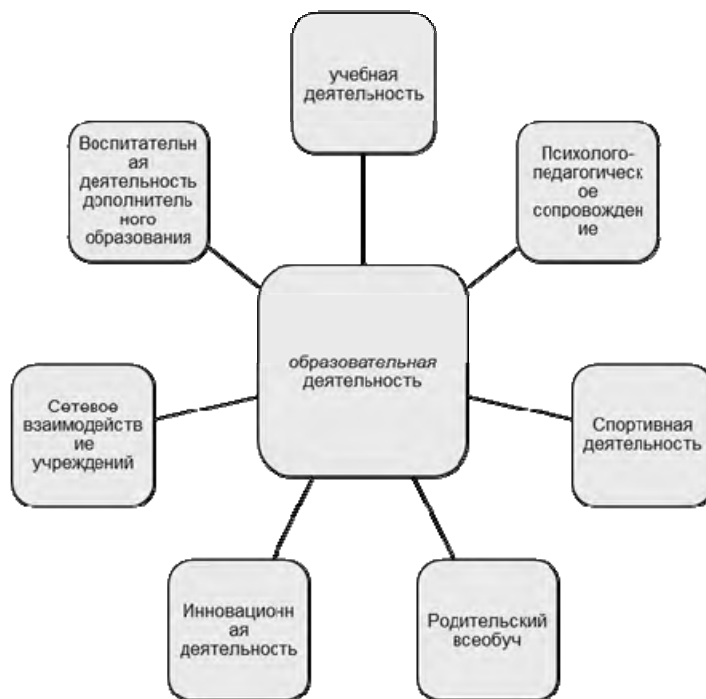 учебная
деятельность
Воспитательн
ая
деятельность
дополнитель
ного
образования
Психолого-
педагогическ
ое
сопровожден
ие
образовательная
деятельность
Сетевое
взаимодейств
ие
учреждений
Спортивная
деятельность
Инновационн
ая
деятельность
Родительский
всеобуч